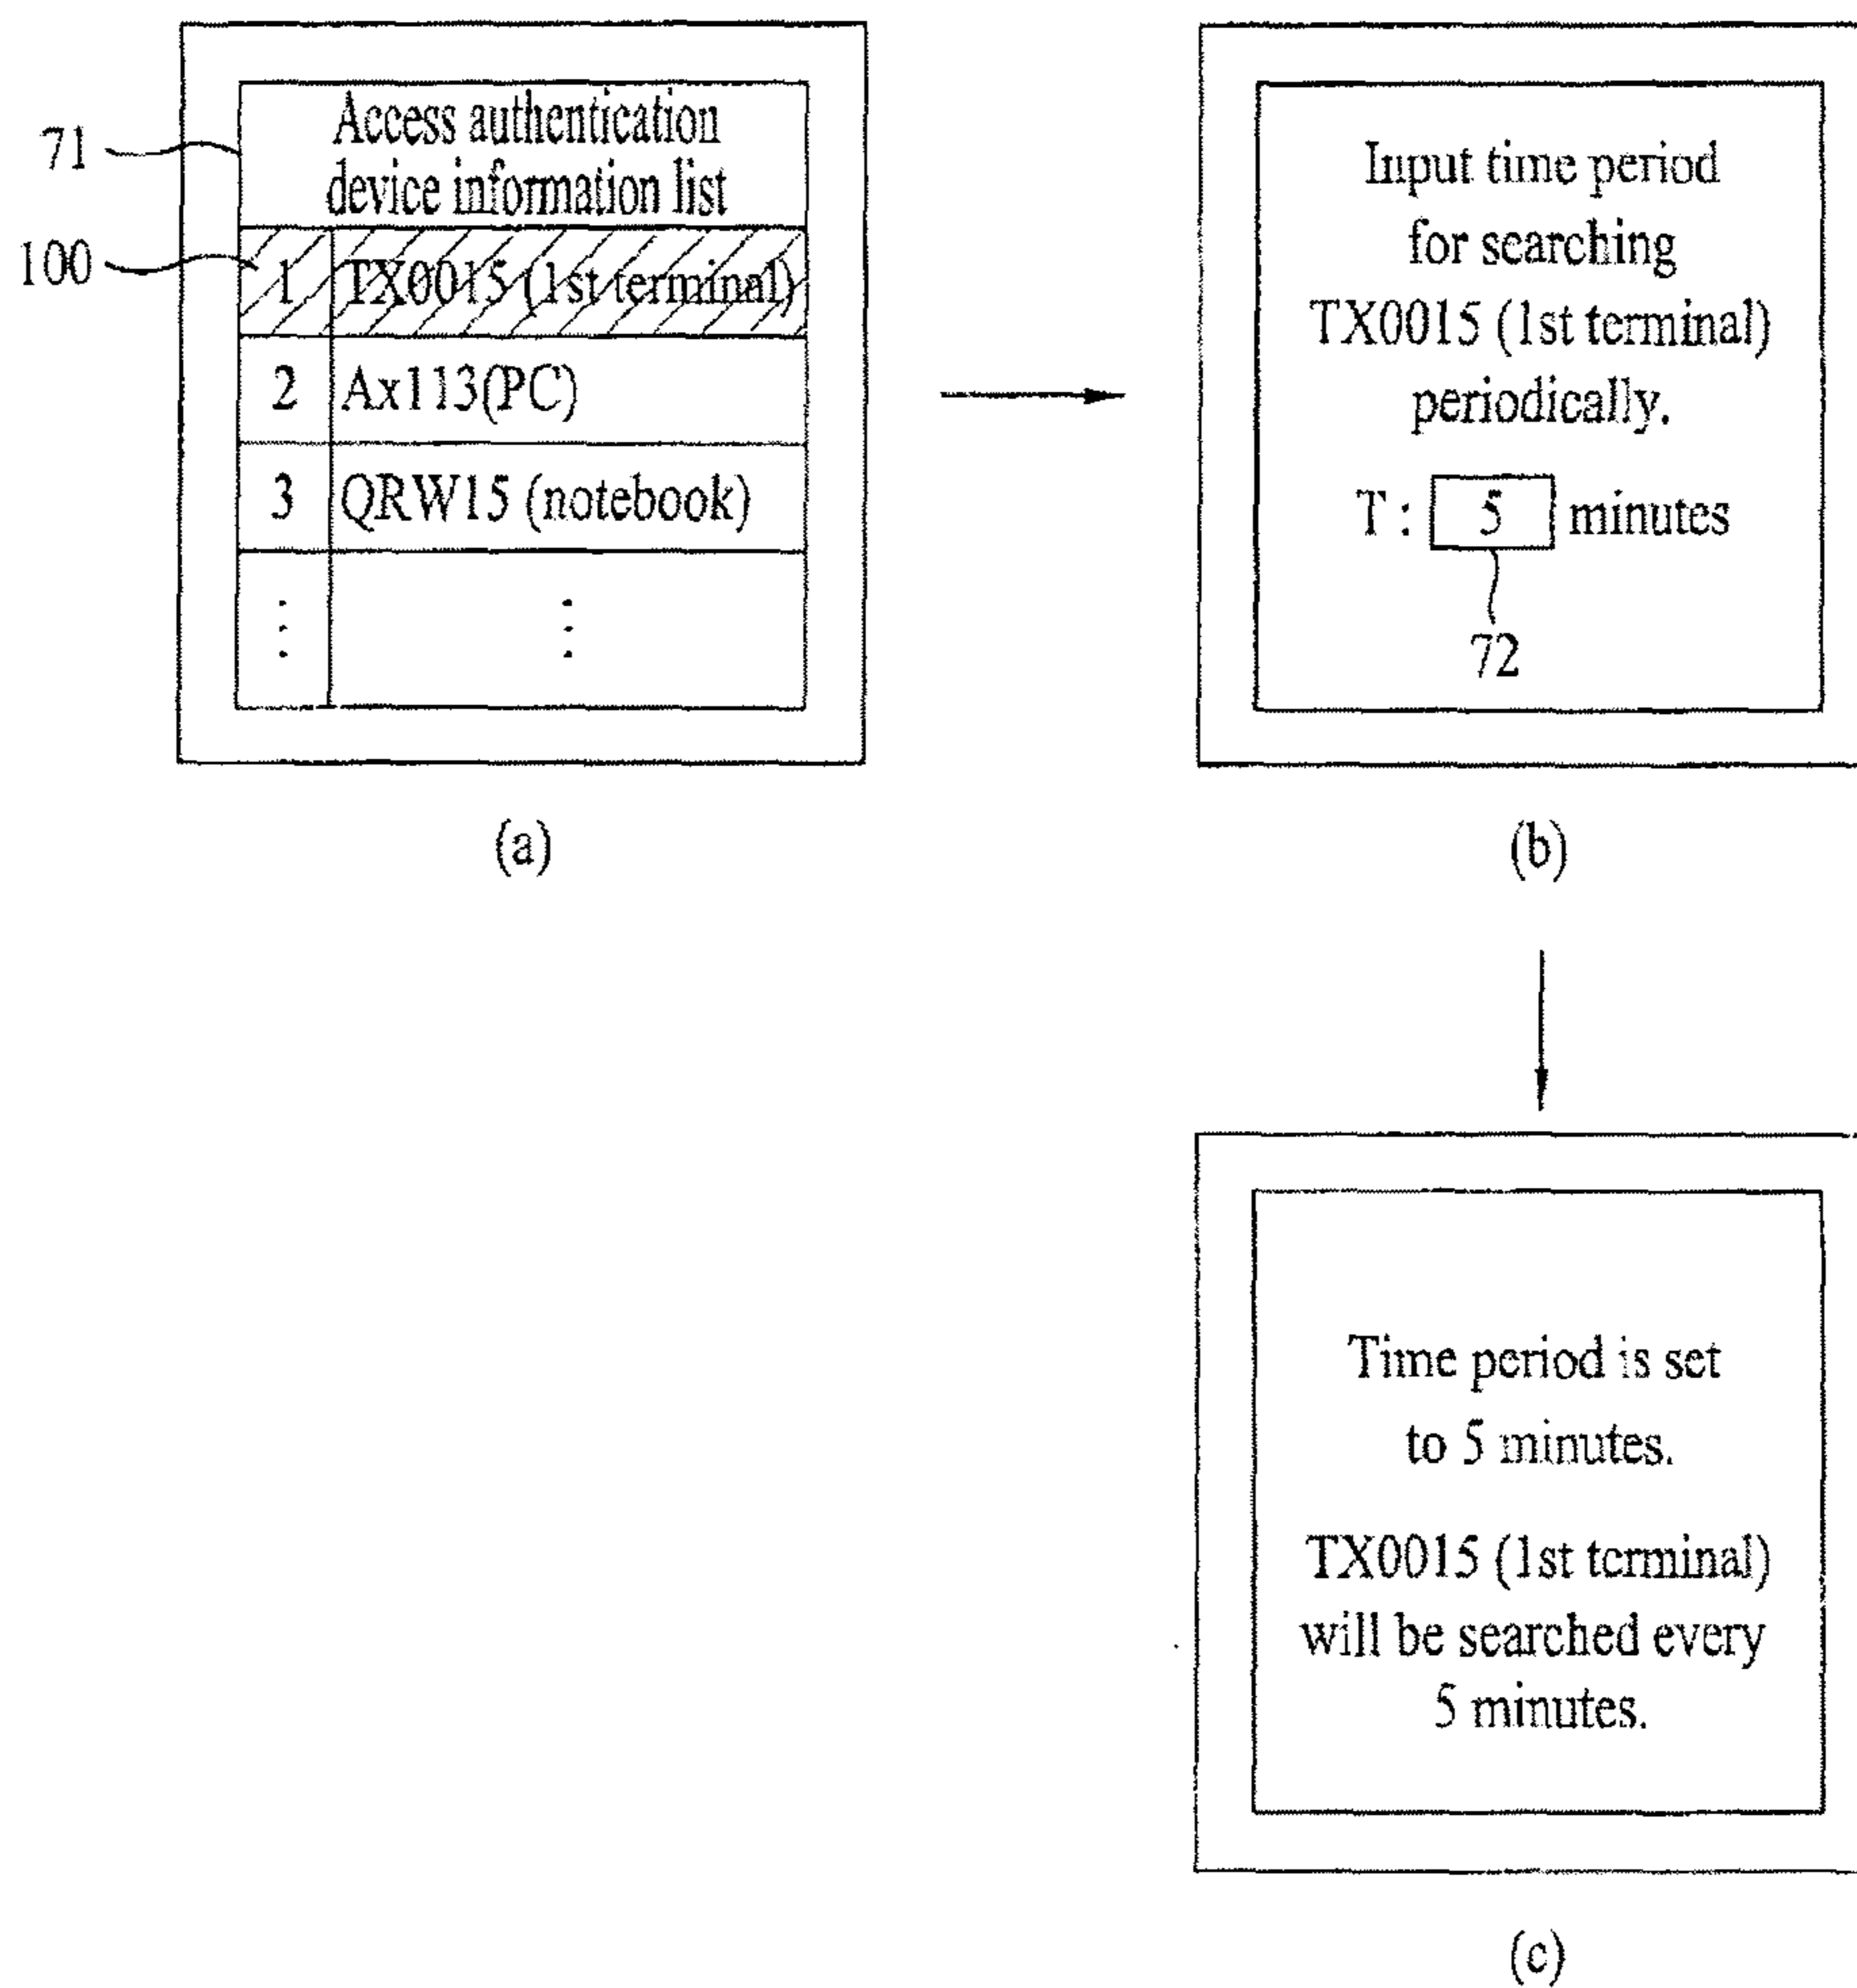 Access authentication
device information list
71
100
1 TX0015 (1st terminal)
2 Ax113(PC)
3 QRW15 (notebook)
⋮ ⋮
(a)
Input time period
for searching
TX0015 (1st terminal)
periodically.
T : 5 minutes
72
(b)
Time period is set
to 5 minutes.
TX0015 (1st terminal)
will be searched every
5 minutes.
(c)